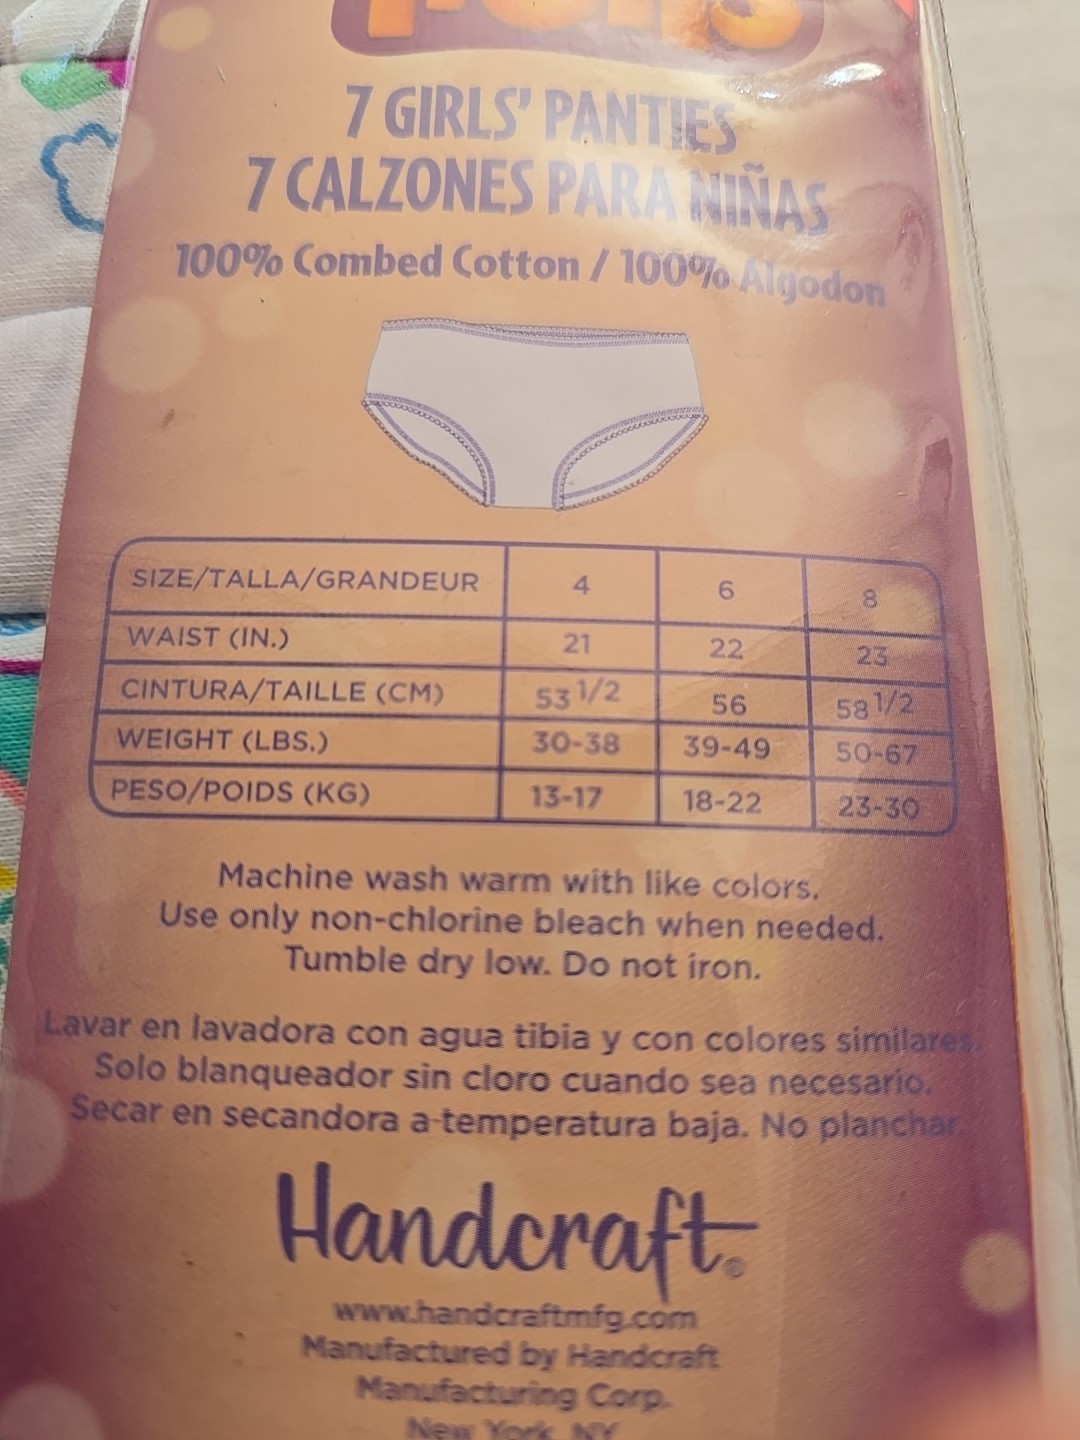 7 GIRLS' PANTIES
7 CALZONES PARA NIÑAS
100% Combed Cotton / 100% Algodon
SIZE/TALLA/GRANDEUR 4 6 8
WAIST (IN.) 21 22 23
CINTURA/TAILLE (CM) 53 1/2 56 58 1/2
WEIGHT (LBS.) 30-38 39-49 50-67
PESO/POIDS (KG) 13-17 18-22 23-30
Machine wash warm with like colors.
Use only non-chlorine bleach when needed.
Tumble dry low. Do not iron.
Lavar en lavadora con agua tibia y con colores similares.
Solo blanqueador sin cloro cuando sea necesario.
Secar en secandora a-temperatura baja. No planchar.
Handcraft®
www.handcraftmfg.com
Manufactured by Handcraft
Manufacturing Corp.
New York, NY